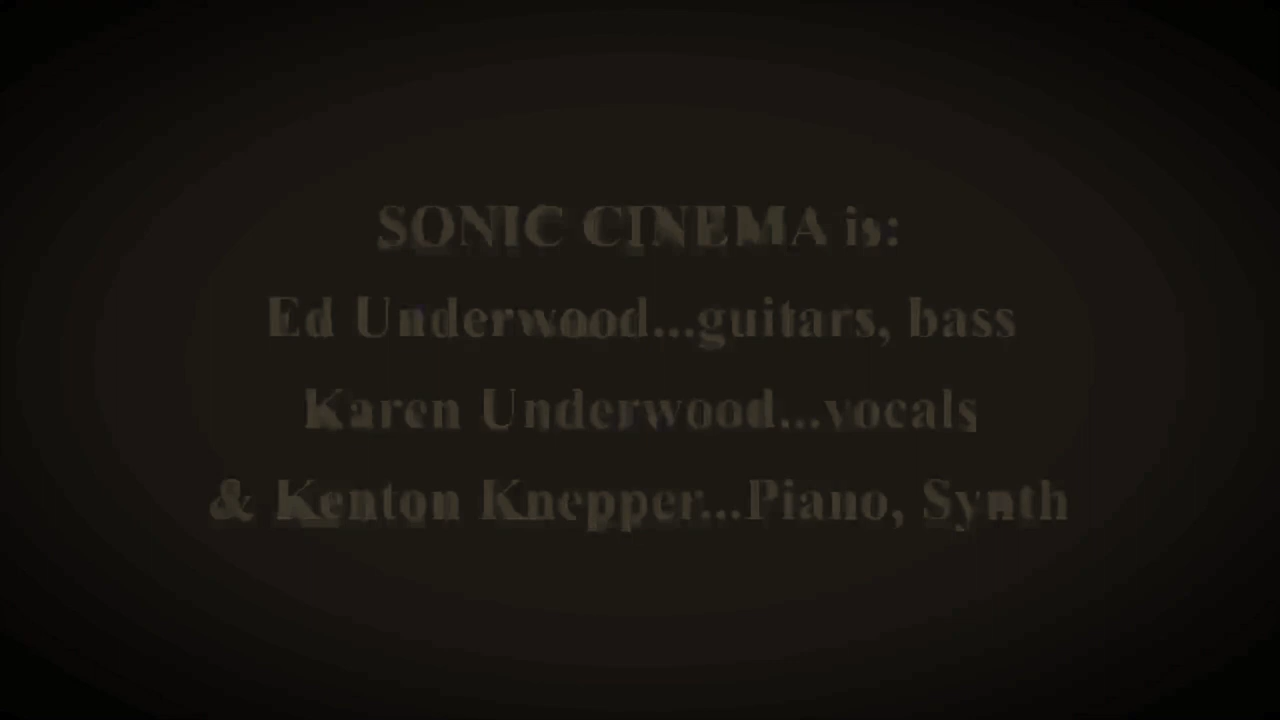 SONIC CINEMA is:
Ed Underwood...guitars, bass
Karen Underwood...vocals
& Kenton Knepper...Piano, Synth